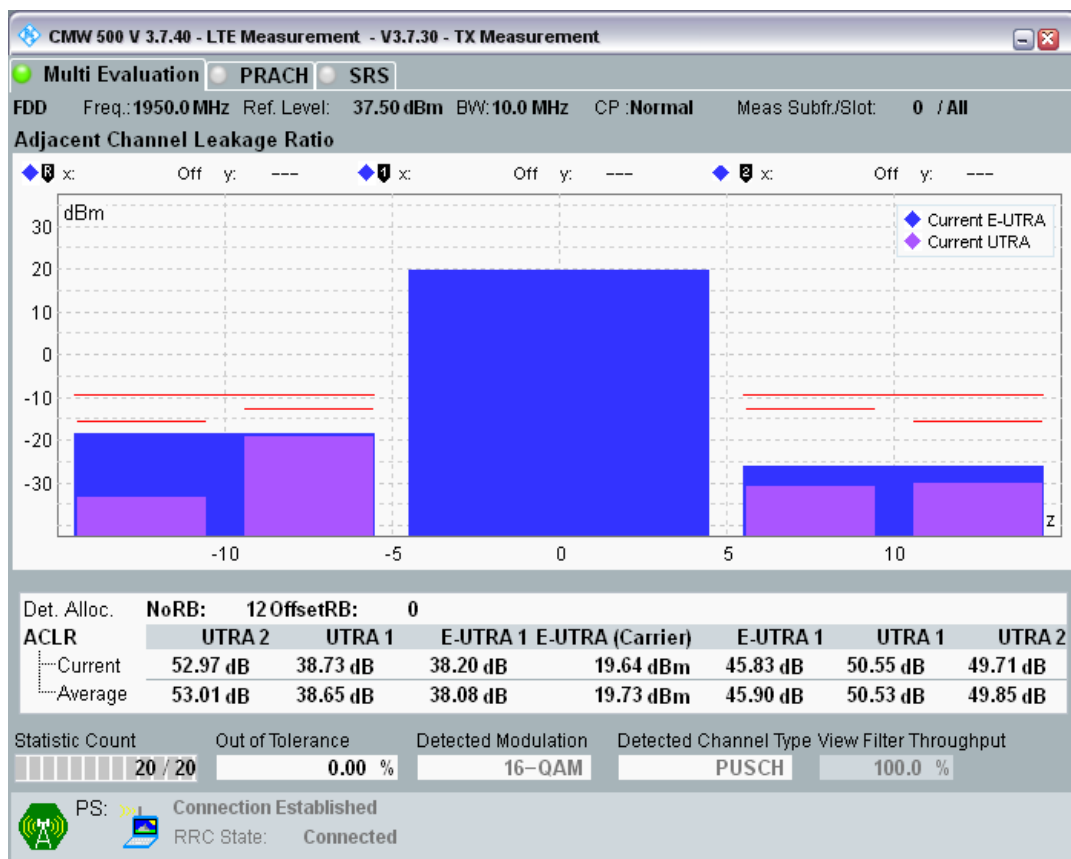 CMW 500 V 3.7.40 - LTE Measurement - V3.7.30 - TX Measurement
Multi Evaluation PRACH SRS
FDD Freq.: 1950.0 MHz Ref. Level: 37.50 dBm BW: 10.0 MHz CP :Normal Meas Subfr./Slot: 0 / All
Adjacent Channel Leakage Ratio
R x: Off y: --- 1 x: Off y: --- 2 x: Off y: ---
dBm
Current E-UTRA
Current UTRA
30
20
10
0
-10
-20
-30
z
-10 -5 0 5 10
Det. Alloc. NoRB: 12 OffsetRB: 0
ACLR UTRA 2 UTRA 1 E-UTRA 1 E-UTRA (Carrier) E-UTRA 1 UTRA 1 UTRA 2
Current 52.97 dB 38.73 dB 38.20 dB 19.64 dBm 45.83 dB 50.55 dB 49.71 dB
Average 53.01 dB 38.65 dB 38.08 dB 19.73 dBm 45.90 dB 50.53 dB 49.85 dB
Statistic Count Out of Tolerance Detected Modulation Detected Channel Type View Filter Throughput
20 / 20 0.00 % 16-QAM PUSCH 100.0 %
PS: Connection Established
RRC State: Connected